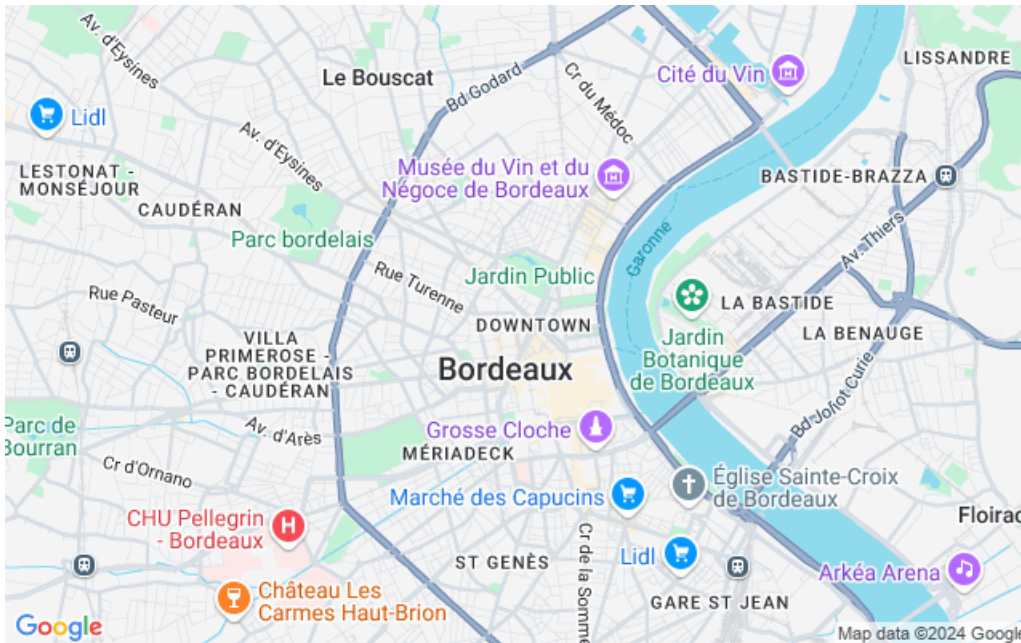 Av. d'Eysines
Le Bouscat
Bd Godard
Cr du Médoc
Cité du Vin
LISSANDRE
Lidl
Av. d'Eysines
LESTONAT -
MONSÉJOUR
CAUDÉRAN
Musée du Vin et du
Négoce de Bordeaux
BASTIDE-BRAZZA
Parc bordelais
Garonne
Av. Thiers
Rue Turenne
Jardin Public
Rue Pasteur
LA BASTIDE
DOWNTOWN
LA BENAUGE
VILLA
PRIMEROSE -
PARC BORDELAIS
- CAUDÉRAN
Jardin
Botanique
de Bordeaux
Bordeaux
Bd Joliot Curie
Parc de
Bourran
Av. d'Arès
Grosse Cloche
MÉRIADECK
Cr d'Ornano
Marché des Capucins
Église Sainte-Croix
de Bordeaux
CHU Pellegrin
- Bordeaux
H
Floirac
Cr de la Somme
ST GENÈS
Lidl
Arkéa Arena
Château Les
Carmes Haut-Brion
GARE ST JEAN
Google
Map data ©2024 Google